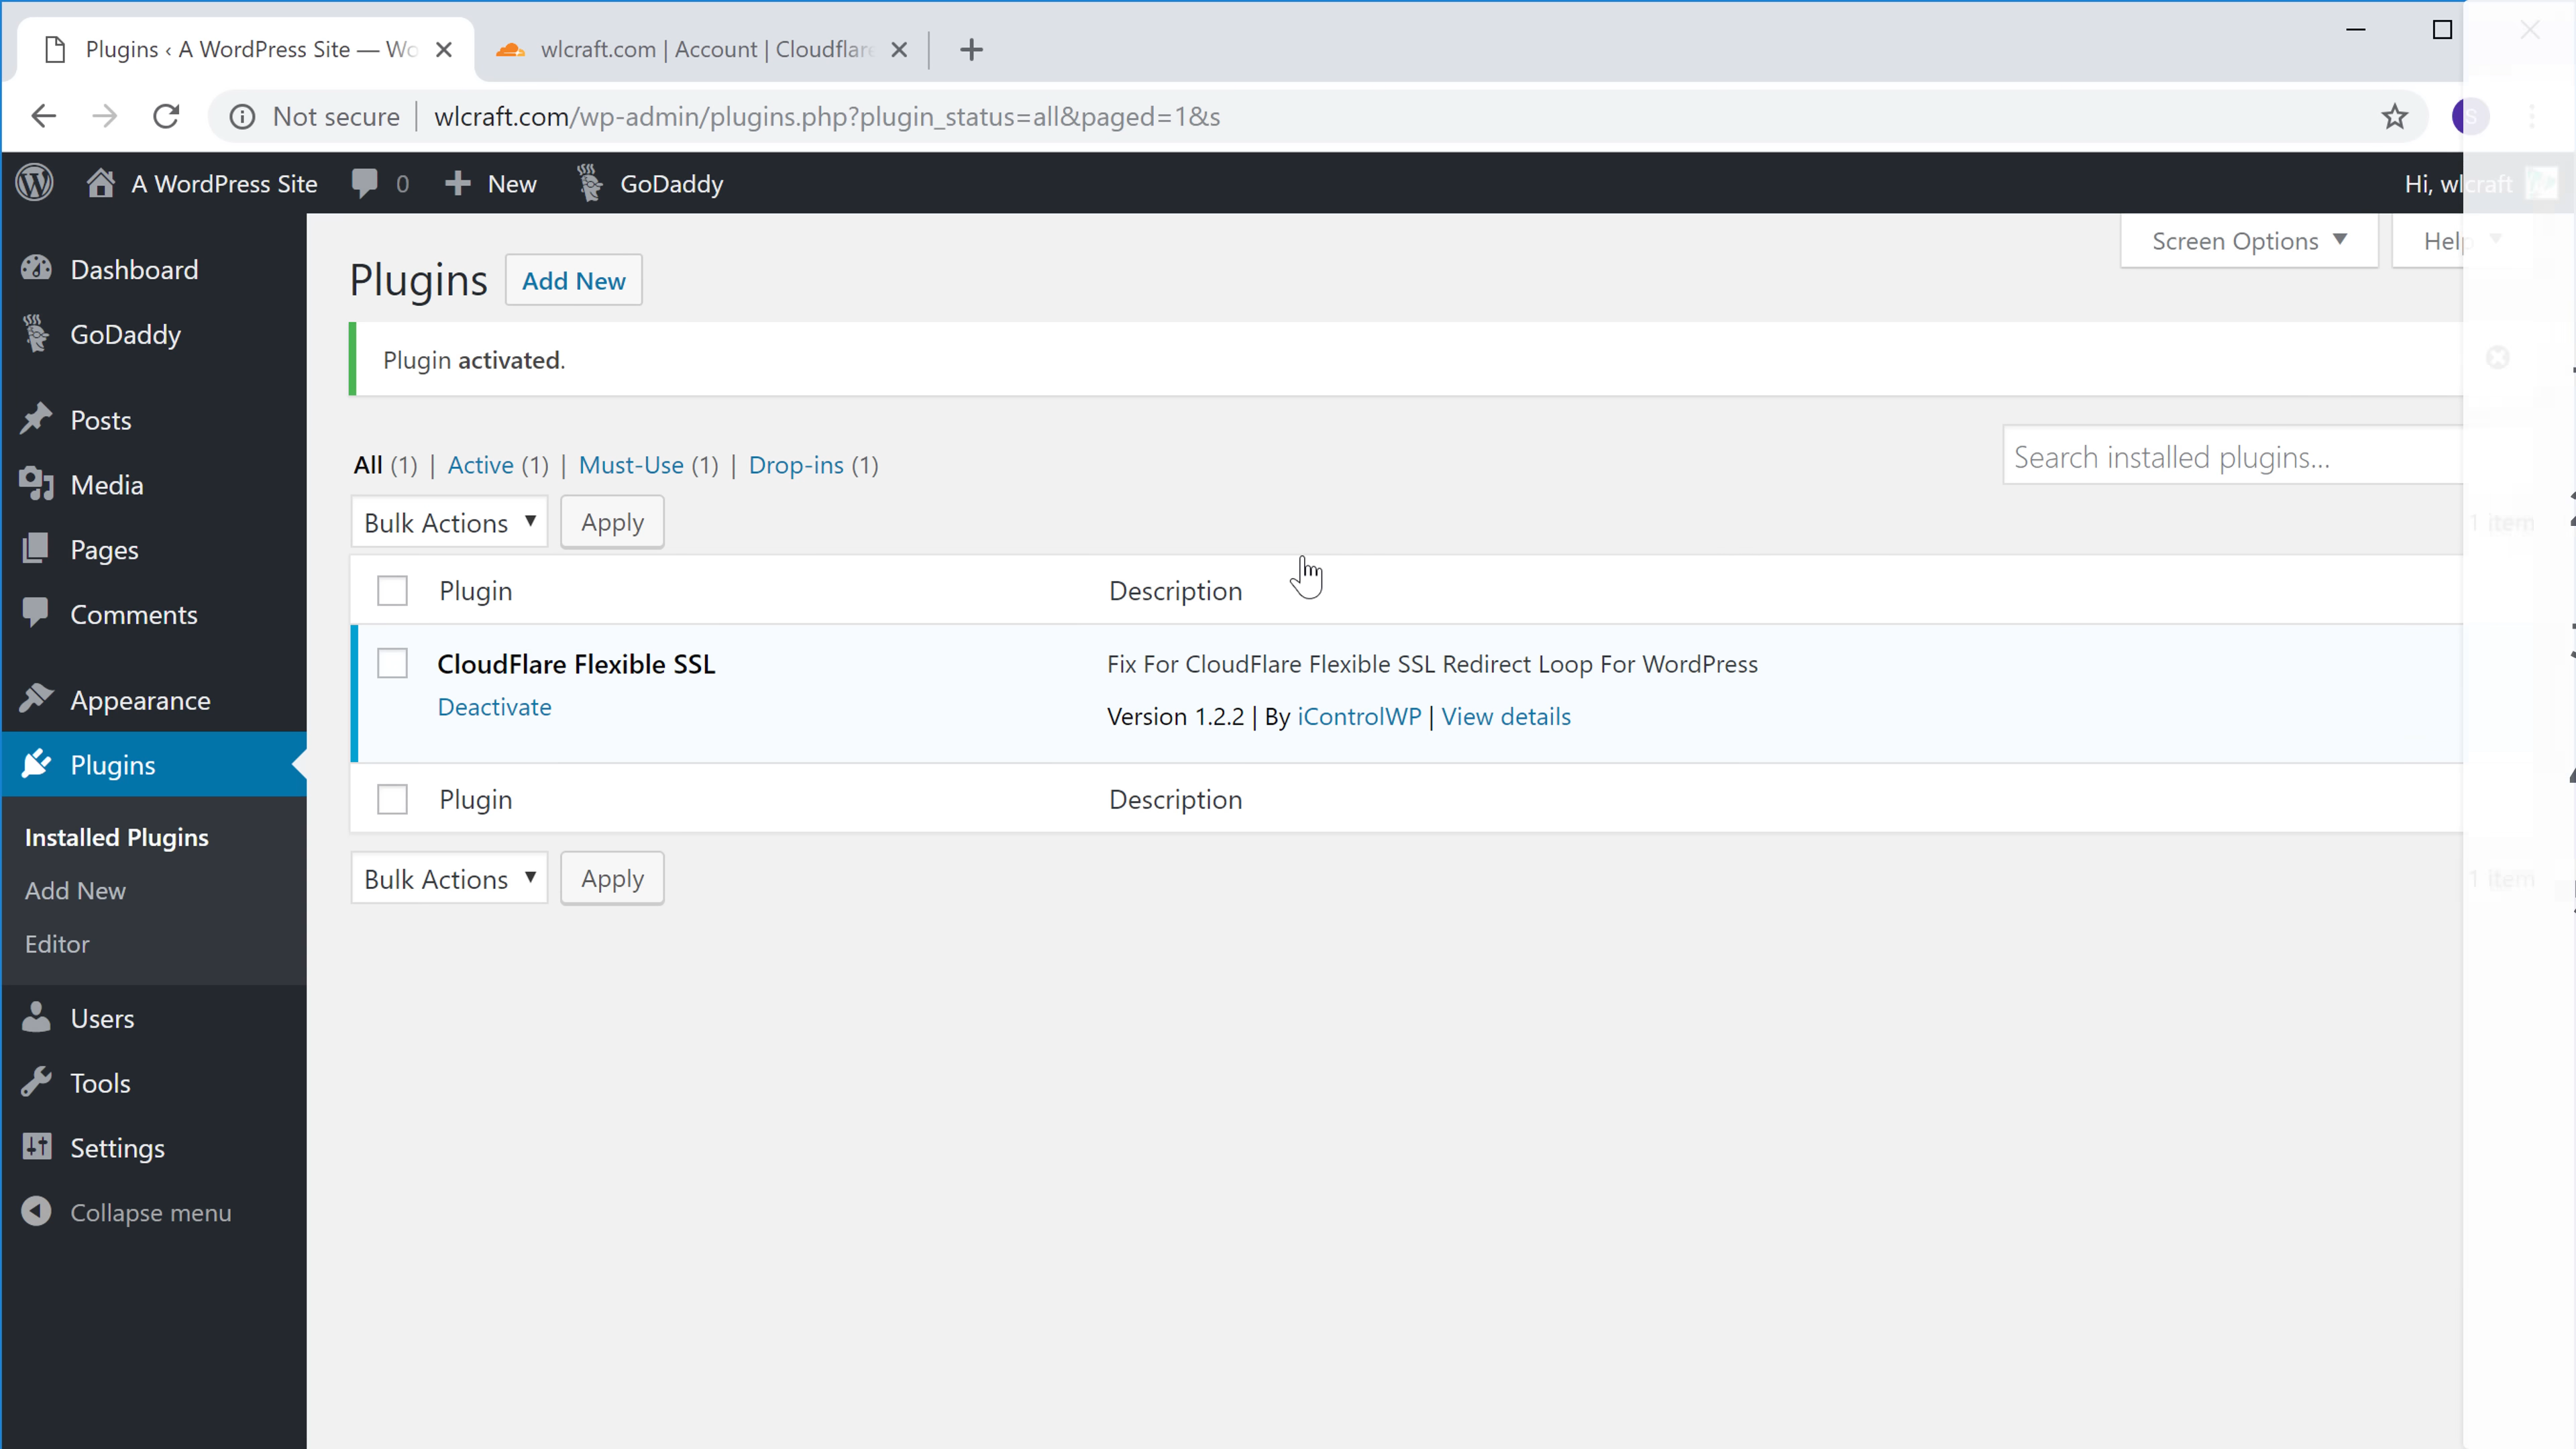 Plugins ‹ A WordPress Site — Wo
wlcraft.com | Account | Cloudflare
Not secure
wlcraft.com/wp-admin/plugins.php?plugin_status=all&paged=1&s
S
A WordPress Site
0
New
GoDaddy
Hi, wlcraft
Dashboard
GoDaddy
Posts
Media
Pages
Comments
Appearance
Plugins
Installed Plugins
Add New
Editor
Users
Tools
Settings
Collapse menu
Screen Options
Help
Plugins
Add New
Plugin activated.
All (1) | Active (1) | Must-Use (1) | Drop-ins (1)
Search installed plugins...
Bulk Actions
Apply
1 item
Plugin
Description
CloudFlare Flexible SSL
Deactivate
Fix For CloudFlare Flexible SSL Redirect Loop For WordPress
Version 1.2.2 | By iControlWP | View details
Plugin
Description
Bulk Actions
Apply
1 item